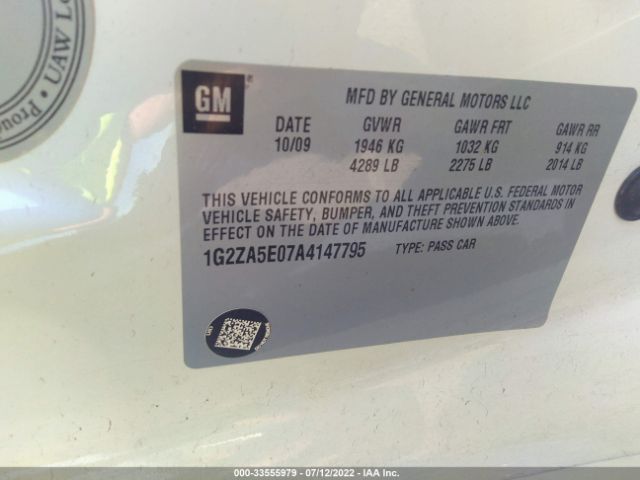 Proud
UAW Lo
GM
MFD BY GENERAL MOTORS LLC
DATE GVWR GAWR FRT GAWR RR
10/09 1946 KG 1032 KG 914 KG
4289 LB 2275 LB 2014 LB
THIS VEHICLE CONFORMS TO ALL APPLICABLE U.S. FEDERAL MOTOR
VEHICLE SAFETY, BUMPER, AND THEFT PREVENTION STANDARDS IN
EFFECT ON THE DATE OF MANUFACTURE SHOWN ABOVE.
1G2ZA5E07A4147795 TYPE: PASS CAR
000-33555979 - 07/12/2022 - IAA Inc.